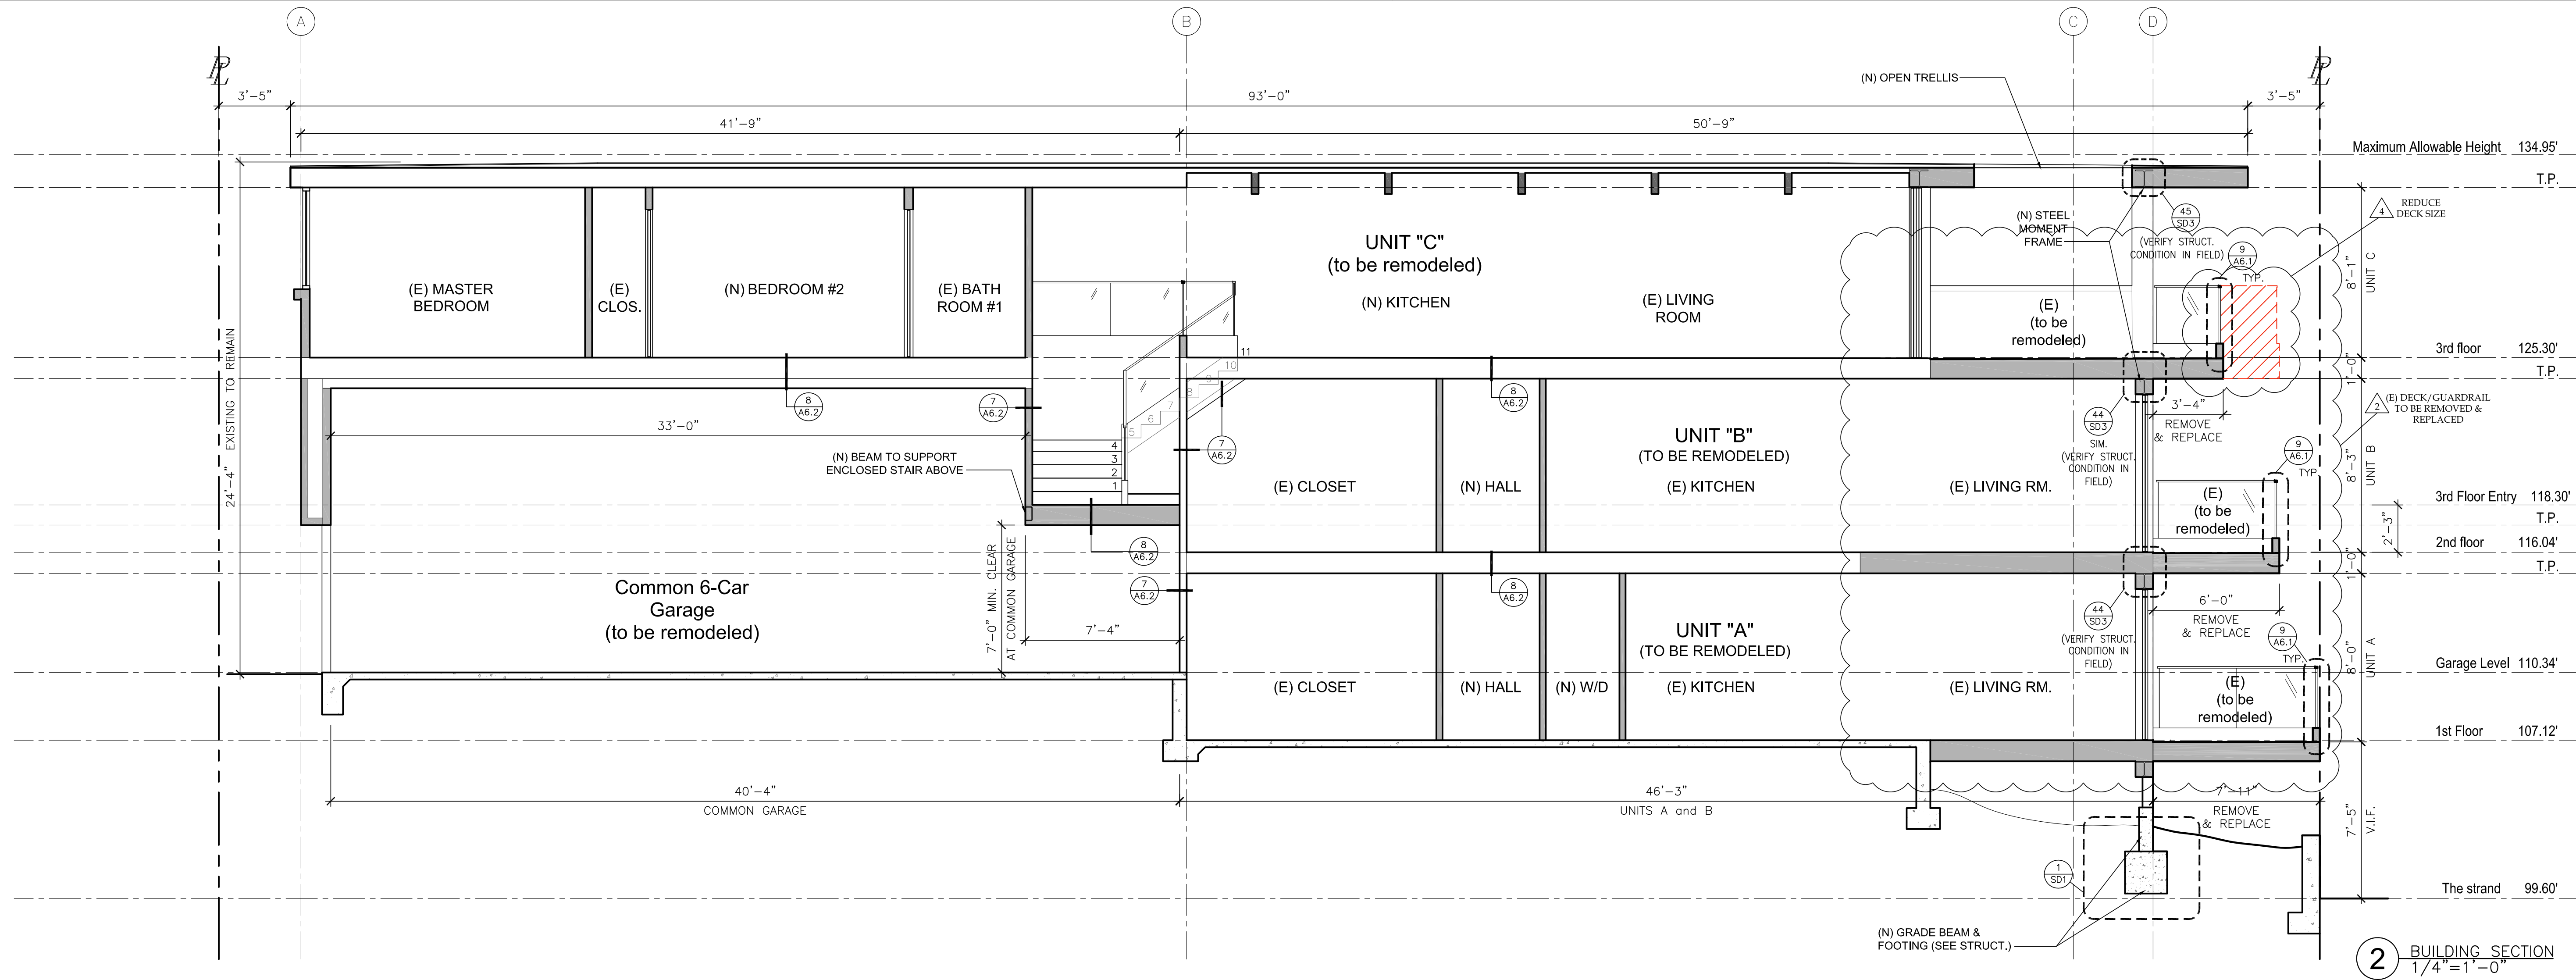 A
B
C
D
PL
PL
(N) OPEN TRELLIS
3'-5"
93'-0"
3'-5"
41'-9"
50'-9"
Maximum Allowable Height 134.95'
T.P.
4
REDUCE
DECK SIZE
(N) STEEL
MOMENT
FRAME
45
SD3
(VERIFY STRUCT.
CONDITION IN FIELD)
9
A6.1
TYP.
UNIT "C"
(to be remodeled)
(E) MASTER
BEDROOM
(E)
CLOS.
(N) BEDROOM #2
(E) BATH
ROOM #1
(N) KITCHEN
(E) LIVING
ROOM
(E)
(to be
remodeled)
8'-1"
UNIT C
24'-4" EXISTING TO REMAIN
3rd floor 125.30'
1'-0"
T.P.
11
10
9
8
7
6
5
4
3
2
1
8
A6.2
7
A6.2
8
A6.2
7
A6.2
33'-0"
(N) BEAM TO SUPPORT
ENCLOSED STAIR ABOVE
3'-4"
REMOVE
& REPLACE
2
(E) DECK/GUARDRAIL
TO BE REMOVED &
REPLACED
44
SD3
SIM.
(VERIFY STRUCT.
CONDITION IN
FIELD)
9
A6.1
TYP
UNIT "B"
(TO BE REMODELED)
(E) CLOSET
(N) HALL
(E) KITCHEN
(E) LIVING RM.
(E)
(to be
remodeled)
8'-3"
UNIT B
3rd Floor Entry 118.30'
T.P.
2'-3"
2nd floor 116.04'
1'-0"
T.P.
8
A6.2
7
A6.2
8
A6.2
7'-0" MIN. CLEAR
AT COMMON GARAGE
7'-4"
Common 6-Car
Garage
(to be remodeled)
44
SD3
(VERIFY STRUCT.
CONDITION IN
FIELD)
6'-0"
REMOVE
& REPLACE
9
A6.1
TYP.
UNIT "A"
(TO BE REMODELED)
(E) CLOSET
(N) HALL
(N) W/D
(E) KITCHEN
(E) LIVING RM.
(E)
(to be
remodeled)
8'-0"
UNIT A
Garage Level 110.34'
1st Floor 107.12'
40'-4"
COMMON GARAGE
46'-3"
UNITS A and B
7'-11"
REMOVE
& REPLACE
7'-5"
V.I.F.
1
SD1
The strand 99.60'
(N) GRADE BEAM &
FOOTING (SEE STRUCT.)
2
BUILDING SECTION
1/4"=1'-0"